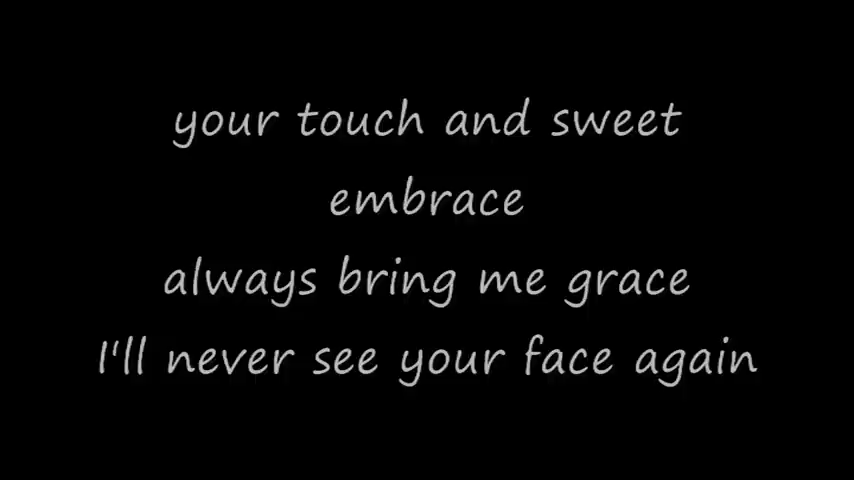 your touch and sweet
embrace
always bring me grace
I'll never see your face again